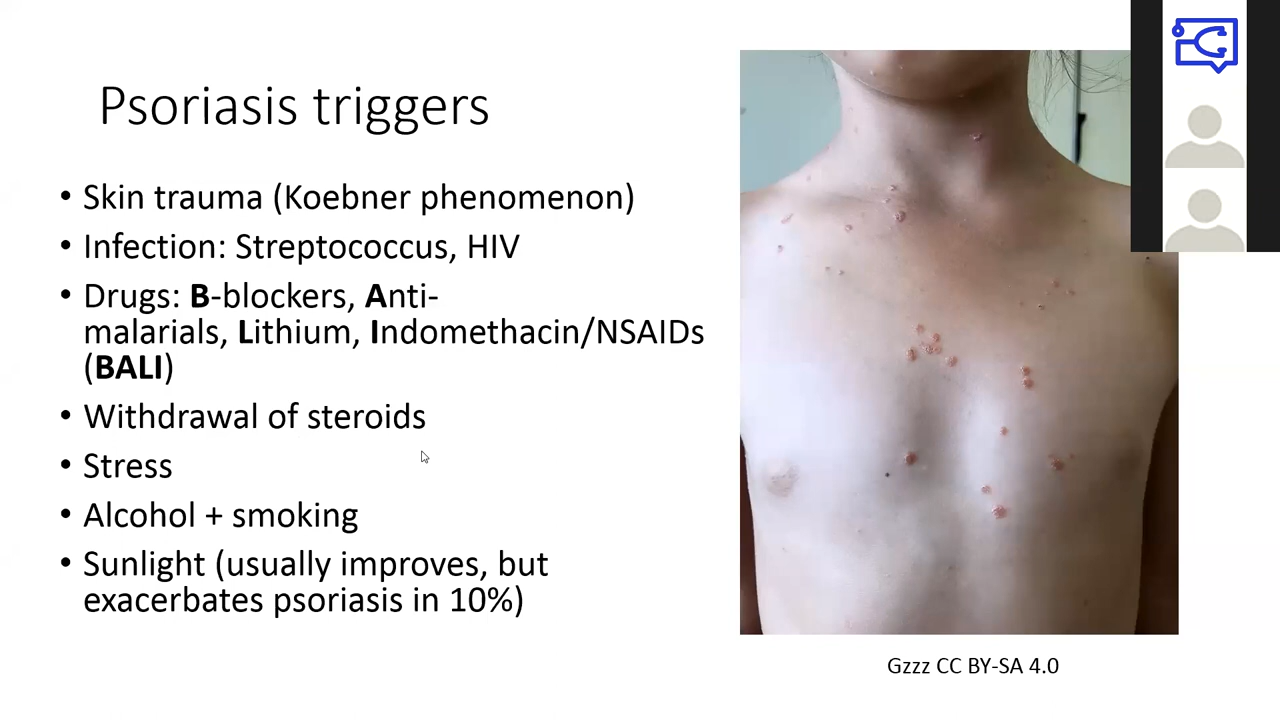 Psoriasis triggers
• Skin trauma (Koebner phenomenon)
• Infection: Streptococcus, HIV
• Drugs: B-blockers, Anti-
malarials, Lithium, Indomethacin/NSAIDs
(BALI)
• Withdrawal of steroids
• Stress
• Alcohol + smoking
• Sunlight (usually improves, but
exacerbates psoriasis in 10%)
Gzzz CC BY-SA 4.0